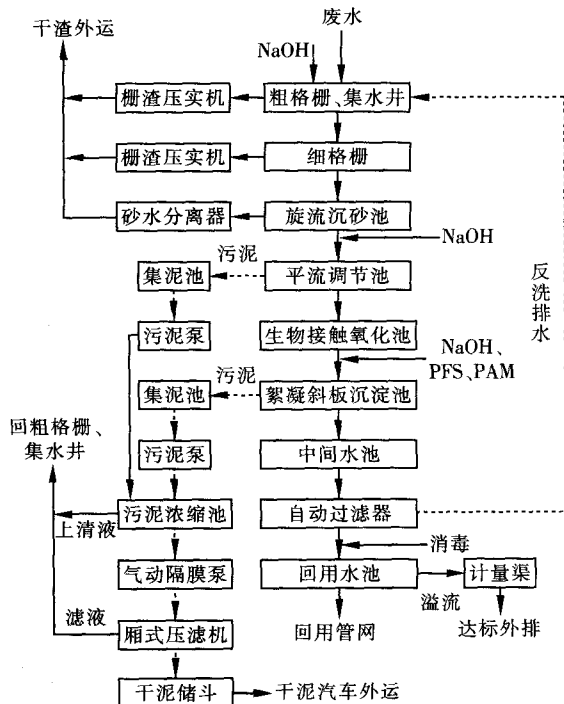 废水
干渣外运
NaOH
栅渣压实机
粗格栅、集水井
栅渣压实机
细格栅
砂水分离器
旋流沉砂池
NaOH
污泥
集泥池
平流调节池
反洗排水
污泥泵
生物接触氧化池
NaOH、
PFS、PAM
污泥
集泥池
絮凝斜板沉淀池
回粗格栅、
集水井
污泥泵
中间水池
污泥浓缩池
自动过滤器
上清液
消毒
气动隔膜泵
回用水池
计量渠
溢流
滤液
厢式压滤机
回用管网
达标外排
干泥储斗
干泥汽车外运